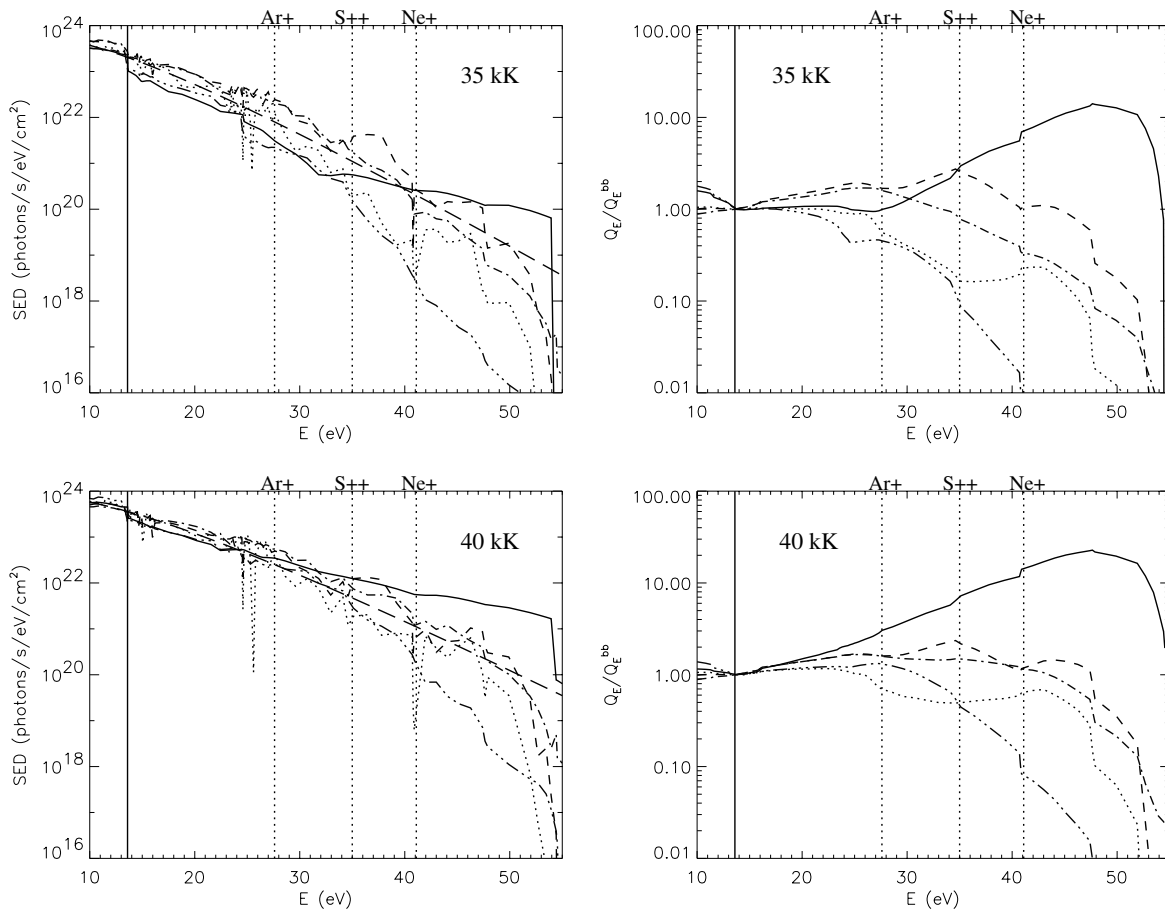 Ar+ S++ Ne+
10^24
10^22
10^20
10^18
10^16
SED (photons/s/eV/cm²)
35 kK
10 20 30 40 50
E (eV)
Ar+ S++ Ne+
100.00
10.00
1.00
0.10
0.01
Q_E/Q_E^bb
35 kK
10 20 30 40 50
E (eV)
Ar+ S++ Ne+
10^24
10^22
10^20
10^18
10^16
SED (photons/s/eV/cm²)
40 kK
10 20 30 40 50
E (eV)
Ar+ S++ Ne+
100.00
10.00
1.00
0.10
0.01
Q_E/Q_E^bb
40 kK
10 20 30 40 50
E (eV)